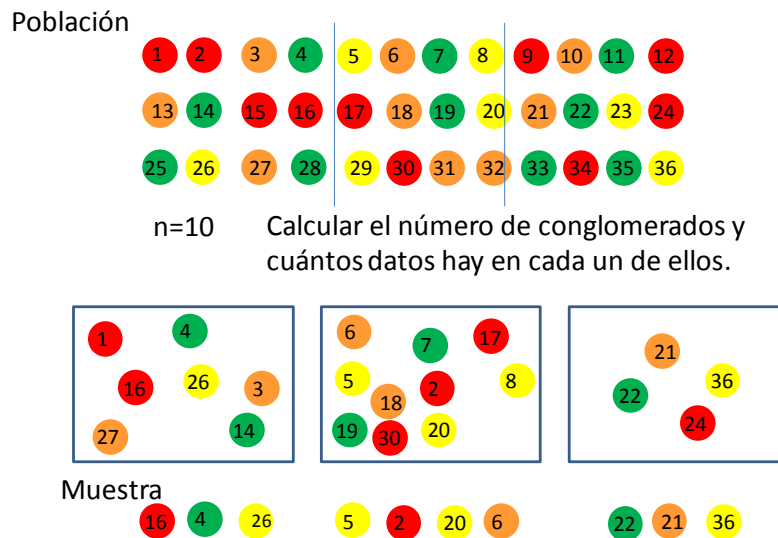 Población
1 2 3 4 5 6 7 8 9 10 11 12
13 14 15 16 17 18 19 20 21 22 23 24
25 26 27 28 29 30 31 32 33 34 35 36
n=10
Calcular el número de conglomerados y
cuántos datos hay en cada un de ellos.
1 4 16 26 3 27 14
6 7 17 5 18 2 8 19 30 20
21 22 36 24
Muestra
16 4 26 5 2 20 6 22 21 36